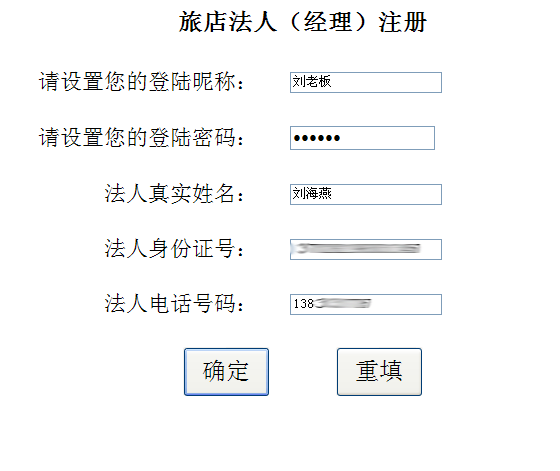 旅店法人（经理）注册
请设置您的登陆昵称： 刘老板
请设置您的登陆密码： ••••••
法人真实姓名： 刘海燕
法人身份证号：
法人电话号码： 138
确定 重填